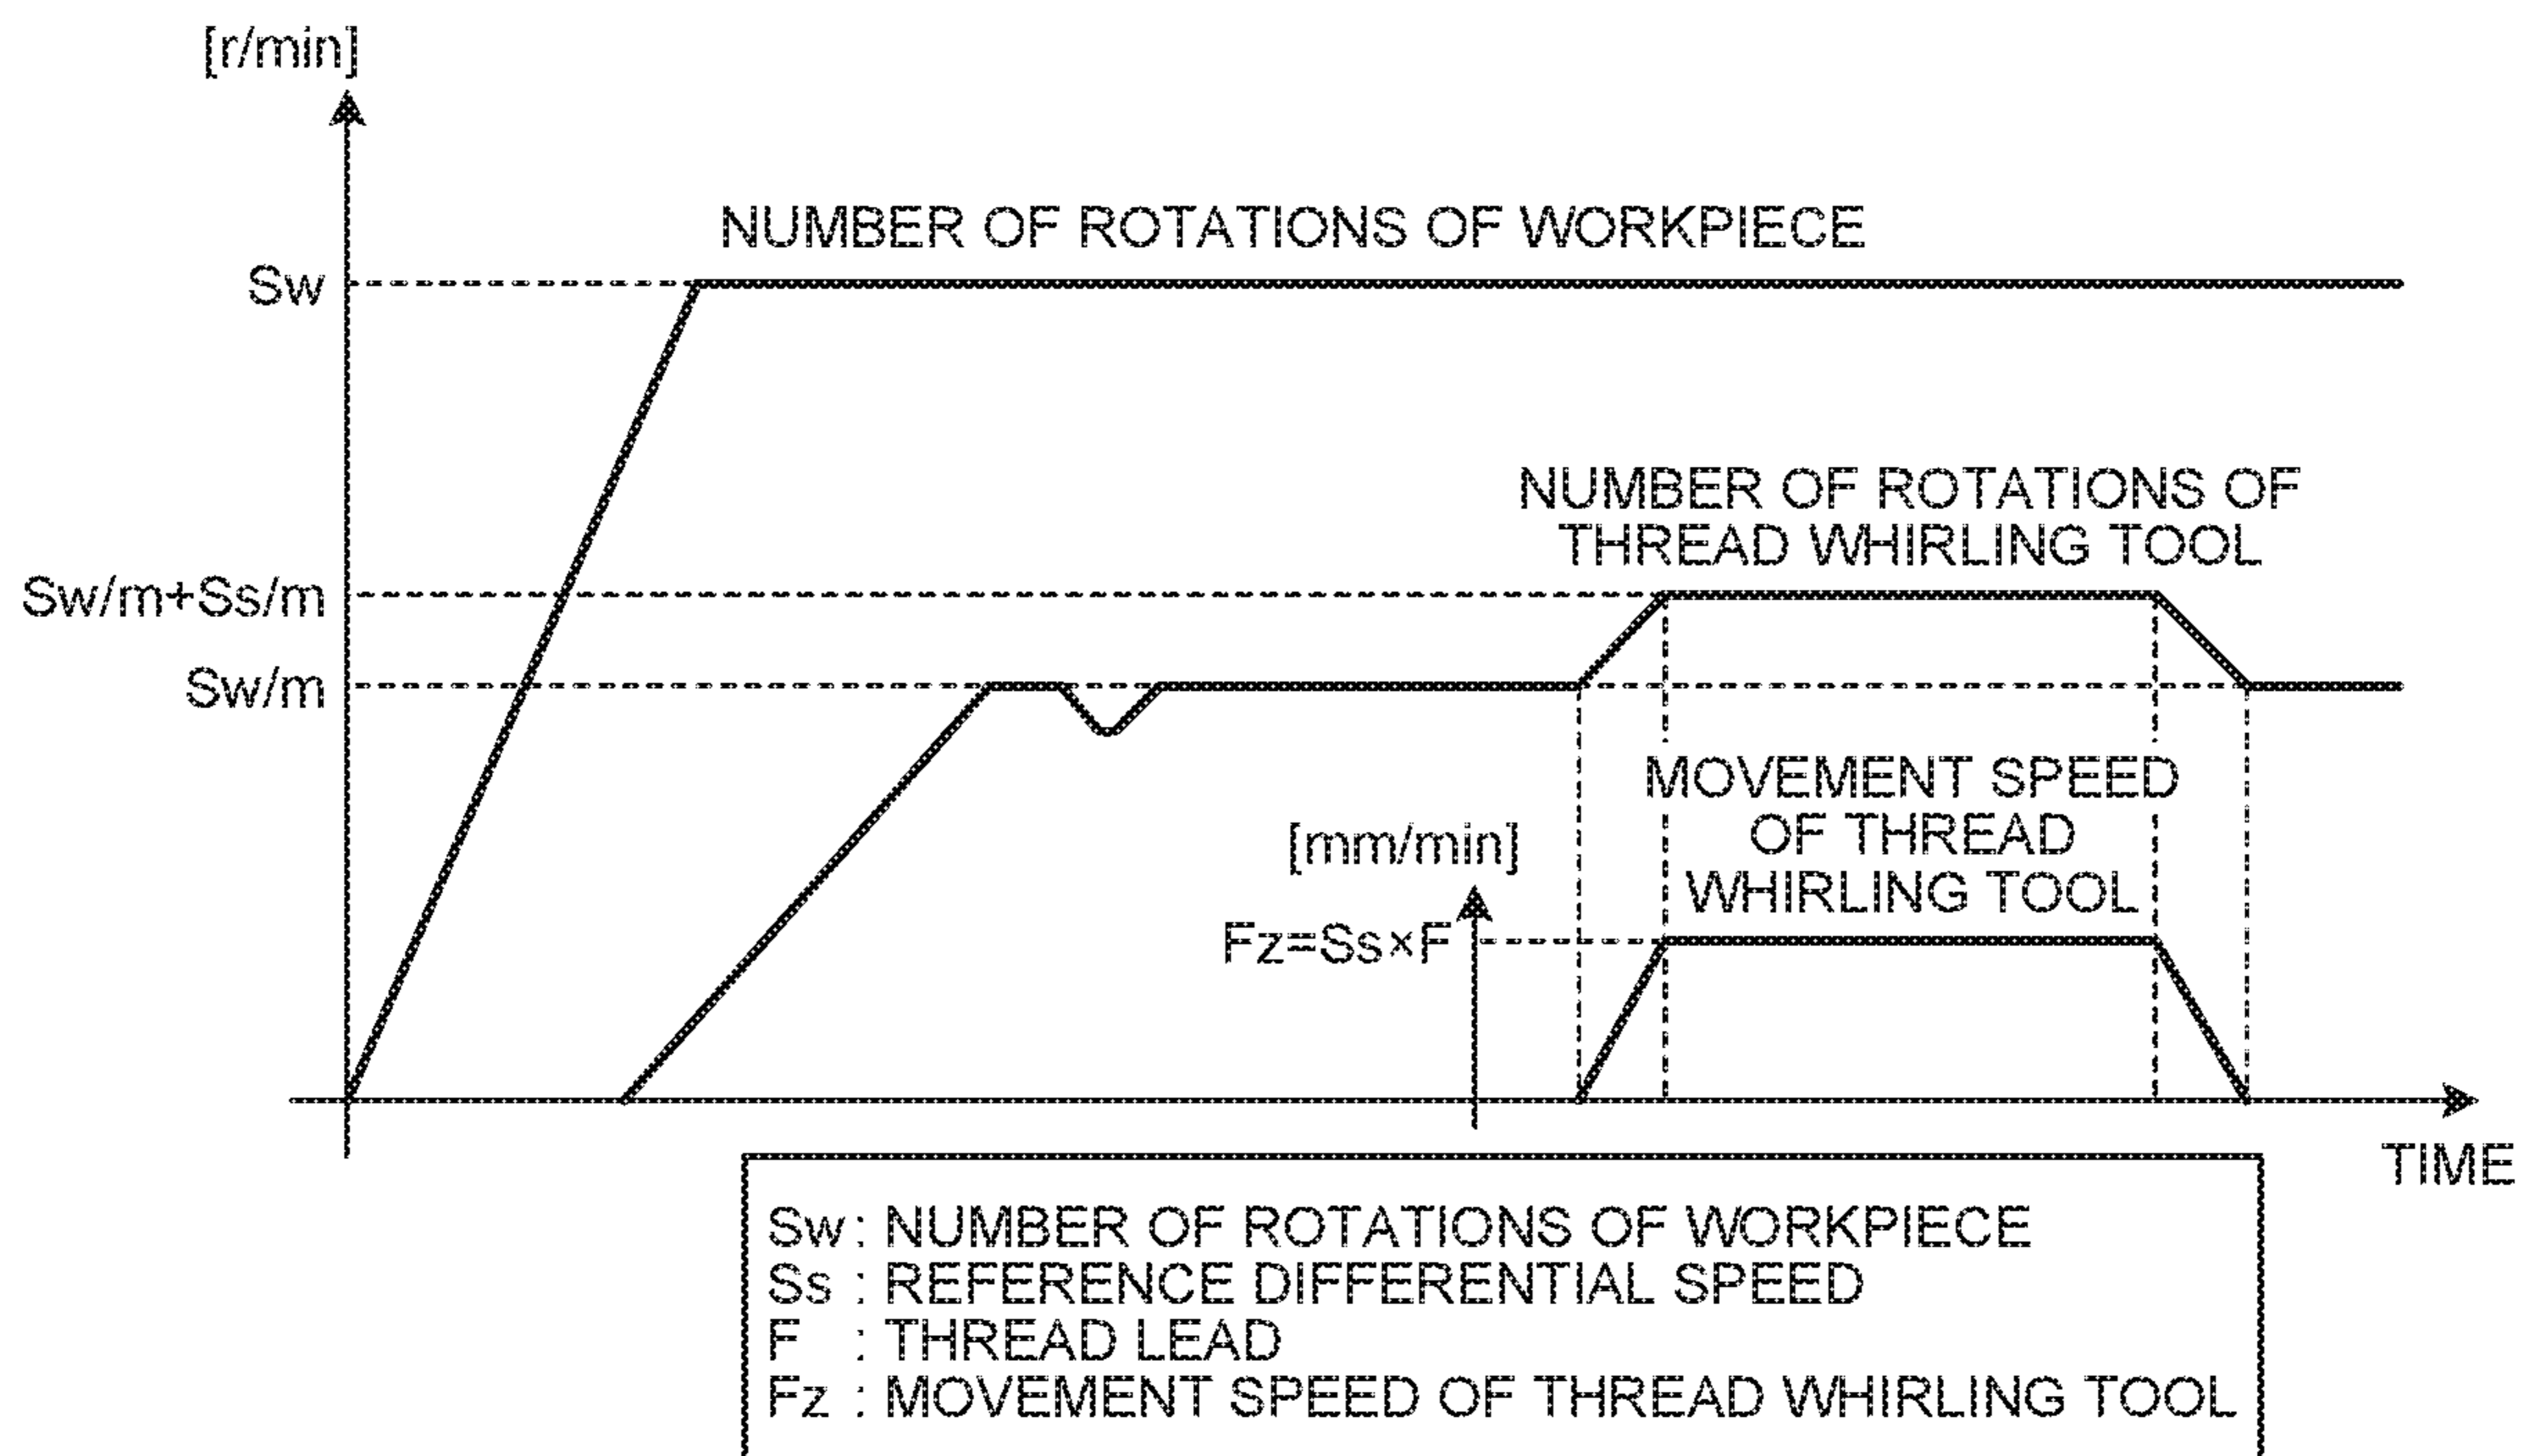 [r/min]
NUMBER OF ROTATIONS OF WORKPIECE
Sw
NUMBER OF ROTATIONS OF
THREAD WHIRLING TOOL
Sw/m+Ss/m
Sw/m
MOVEMENT SPEED
OF THREAD
WHIRLING TOOL
[mm/min]
Fz=Ss×F
TIME
Sw : NUMBER OF ROTATIONS OF WORKPIECE
Ss : REFERENCE DIFFERENTIAL SPEED
F : THREAD LEAD
Fz : MOVEMENT SPEED OF THREAD WHIRLING TOOL